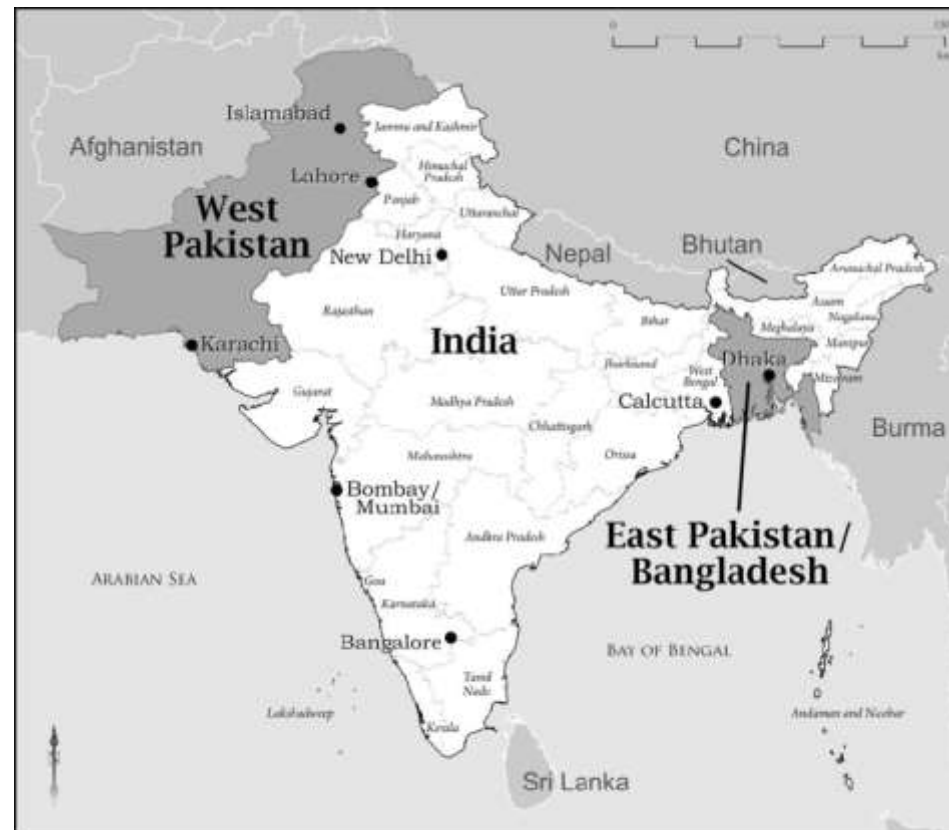 0
Islamabad
Afghanistan
Jammu and Kashmir
China
Lahore
Himachal
Pradesh
West
Pakistan
Panjab
Uttaranchal
Haryana
New Delhi
Nepal
Bhutan
Arunachal Pradesh
Rajasthan
Uttar Pradesh
Assam
Nagaland
Karachi
India
Bihar
Meghalaya
Manipur
Dhaka
Jharkhand
West
Bengal
Mizoram
Gujarat
Madhya Pradesh
Calcutta
Chhattisgarh
Burma
Maharashtra
Orissa
Bombay/
Mumbai
East Pakistan/
Bangladesh
Andhra Pradesh
ARABIAN SEA
Goa
Karnataka
Bangalore
BAY OF BENGAL
Tamil
Nadu
Lakshadweep
Andaman and Nicobar
Kerala
Sri Lanka